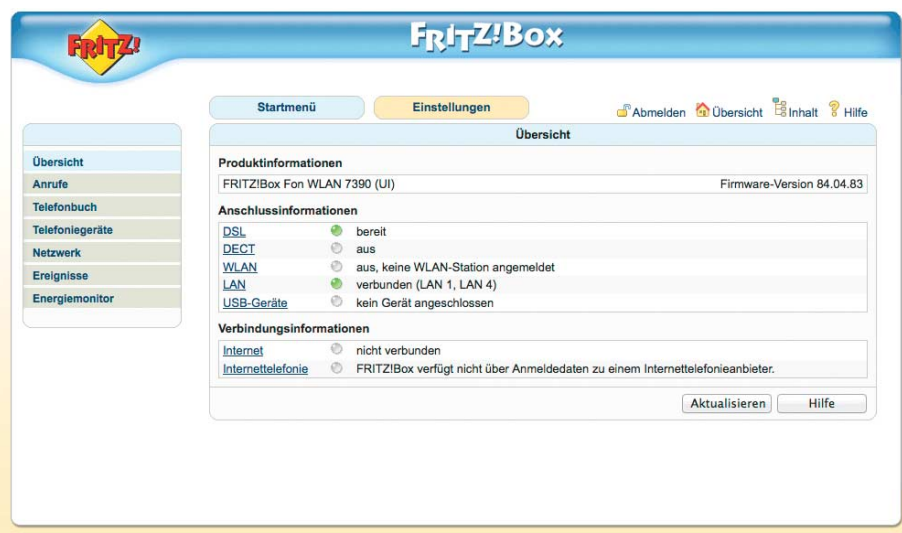 FRITZ!
FRITZ!Box
Startmenü Einstellungen Abmelden Übersicht Inhalt Hilfe
Übersicht
Übersicht
Anrufe
Telefonbuch
Telefoniegeräte
Netzwerk
Ereignisse
Energiemonitor
Produktinformationen
FRITZ!Box Fon WLAN 7390 (UI) Firmware-Version 84.04.83
Anschlussinformationen
DSL bereit
DECT aus
WLAN aus, keine WLAN-Station angemeldet
LAN verbunden (LAN 1, LAN 4)
USB-Geräte kein Gerät angeschlossen
Verbindungsinformationen
Internet nicht verbunden
Internettelefonie FRITZ!Box verfügt nicht über Anmeldedaten zu einem Internettelefonieanbieter.
Aktualisieren Hilfe